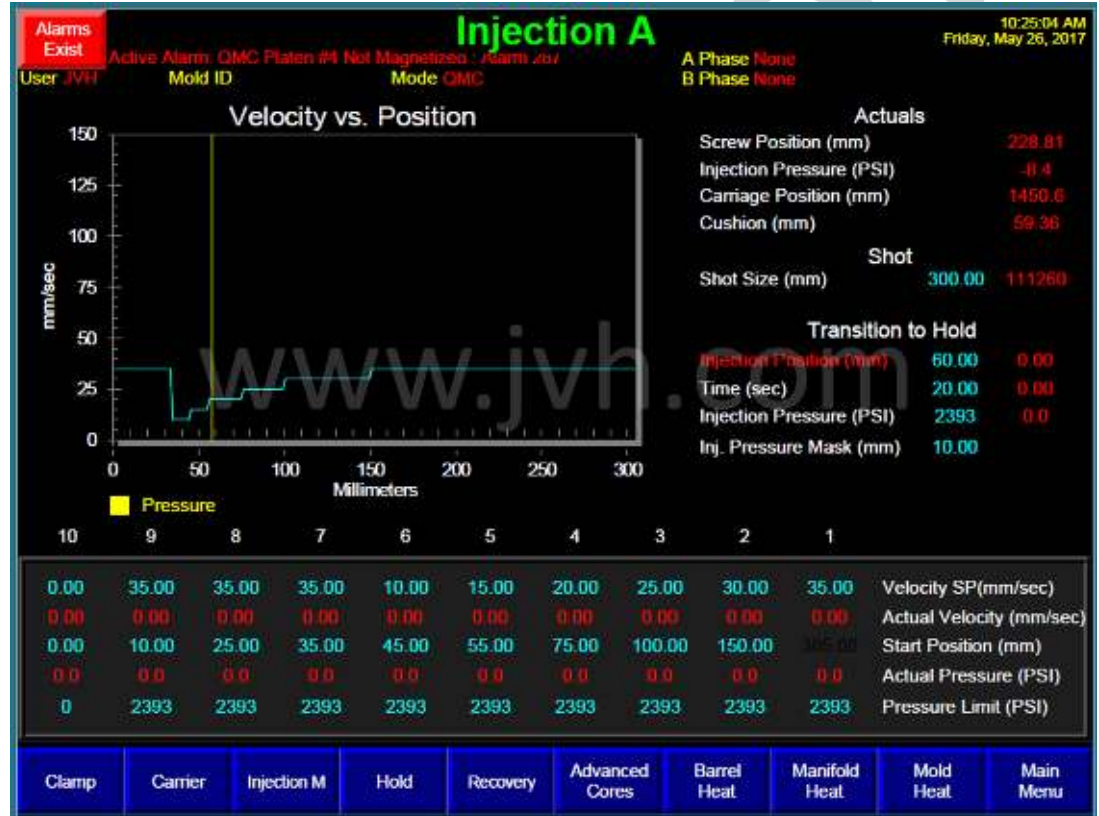 Alarms Exist
Injection A
10:25:04 AM
Friday, May 26, 2017
Active Alarm: QMC Platen #4 Not Magnetized : Alarm 267
User JVH Mold ID Mode QMC A Phase None
B Phase None
Velocity vs. Position
150
125
100
75
50
25
0
mm/sec
0 50 100 150 200 250 300
Millimeters
Pressure
www.jvh.com
Actuals
Screw Position (mm) 228.81
Injection Pressure (PSI) -8.4
Carriage Position (mm) 1450.6
Cushion (mm) 59.36
Shot
Shot Size (mm) 300.00 111260
Transition to Hold
Injection Position (mm) 60.00 0.00
Time (sec) 20.00 0.00
Injection Pressure (PSI) 2393 0.0
Inj. Pressure Mask (mm) 10.00
10 9 8 7 6 5 4 3 2 1
0.00 35.00 35.00 35.00 10.00 15.00 20.00 25.00 30.00 35.00 Velocity SP(mm/sec)
0.00 0.00 0.00 0.00 0.00 0.00 0.00 0.00 0.00 0.00 Actual Velocity (mm/sec)
0.00 10.00 25.00 35.00 45.00 55.00 75.00 100.00 150.00 305.00 Start Position (mm)
0.0 0.0 0.0 0.0 0.0 0.0 0.0 0.0 0.0 0.0 Actual Pressure (PSI)
0 2393 2393 2393 2393 2393 2393 2393 2393 2393 Pressure Limit (PSI)
Clamp Carrier Injection M Hold Recovery Advanced Cores Barrel Heat Manifold Heat Mold Heat Main Menu